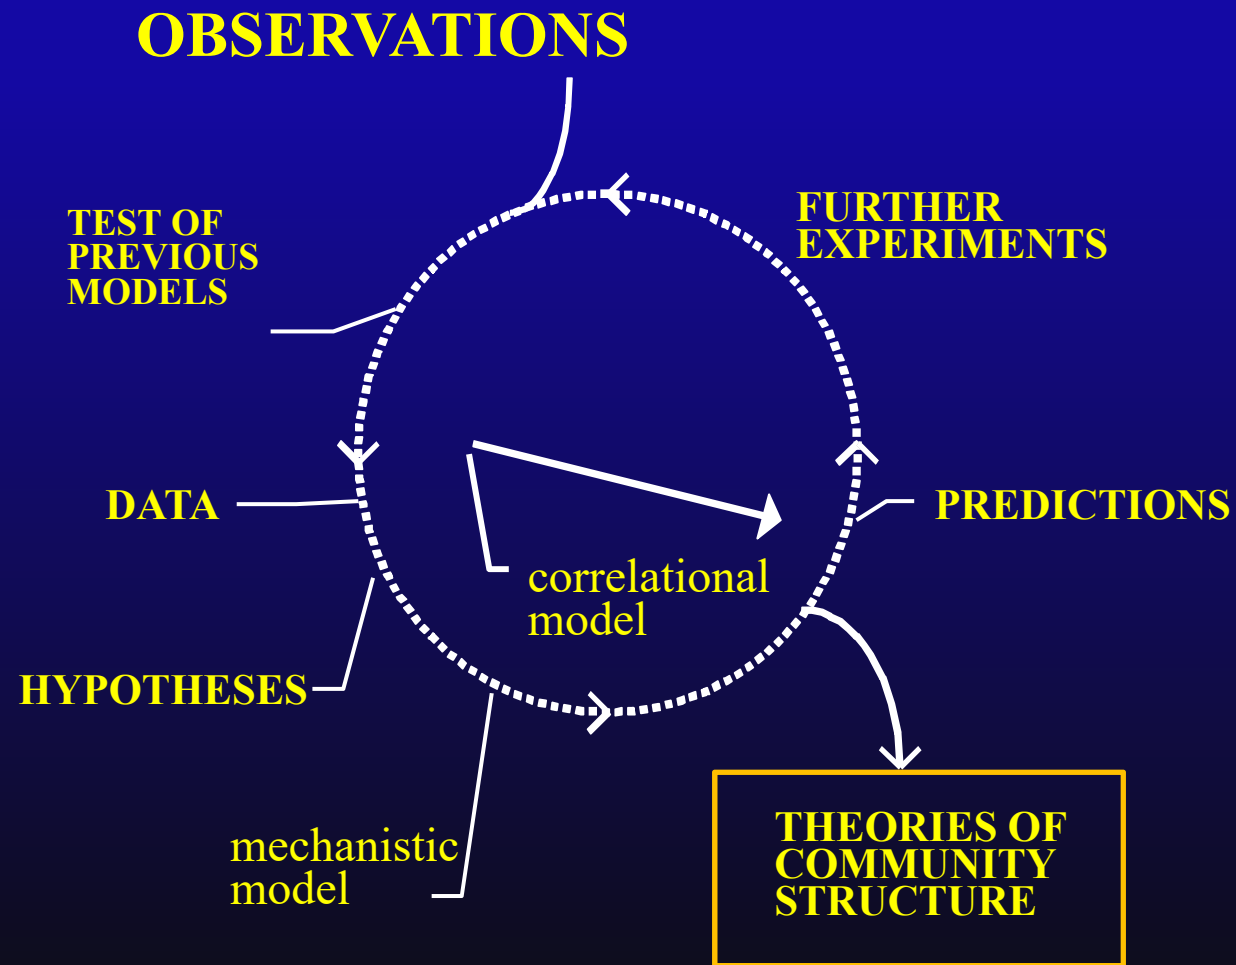 OBSERVATIONS
TEST OF
PREVIOUS
MODELS
FURTHER
EXPERIMENTS
DATA
PREDICTIONS
correlational
model
HYPOTHESES
mechanistic
model
THEORIES OF
COMMUNITY
STRUCTURE